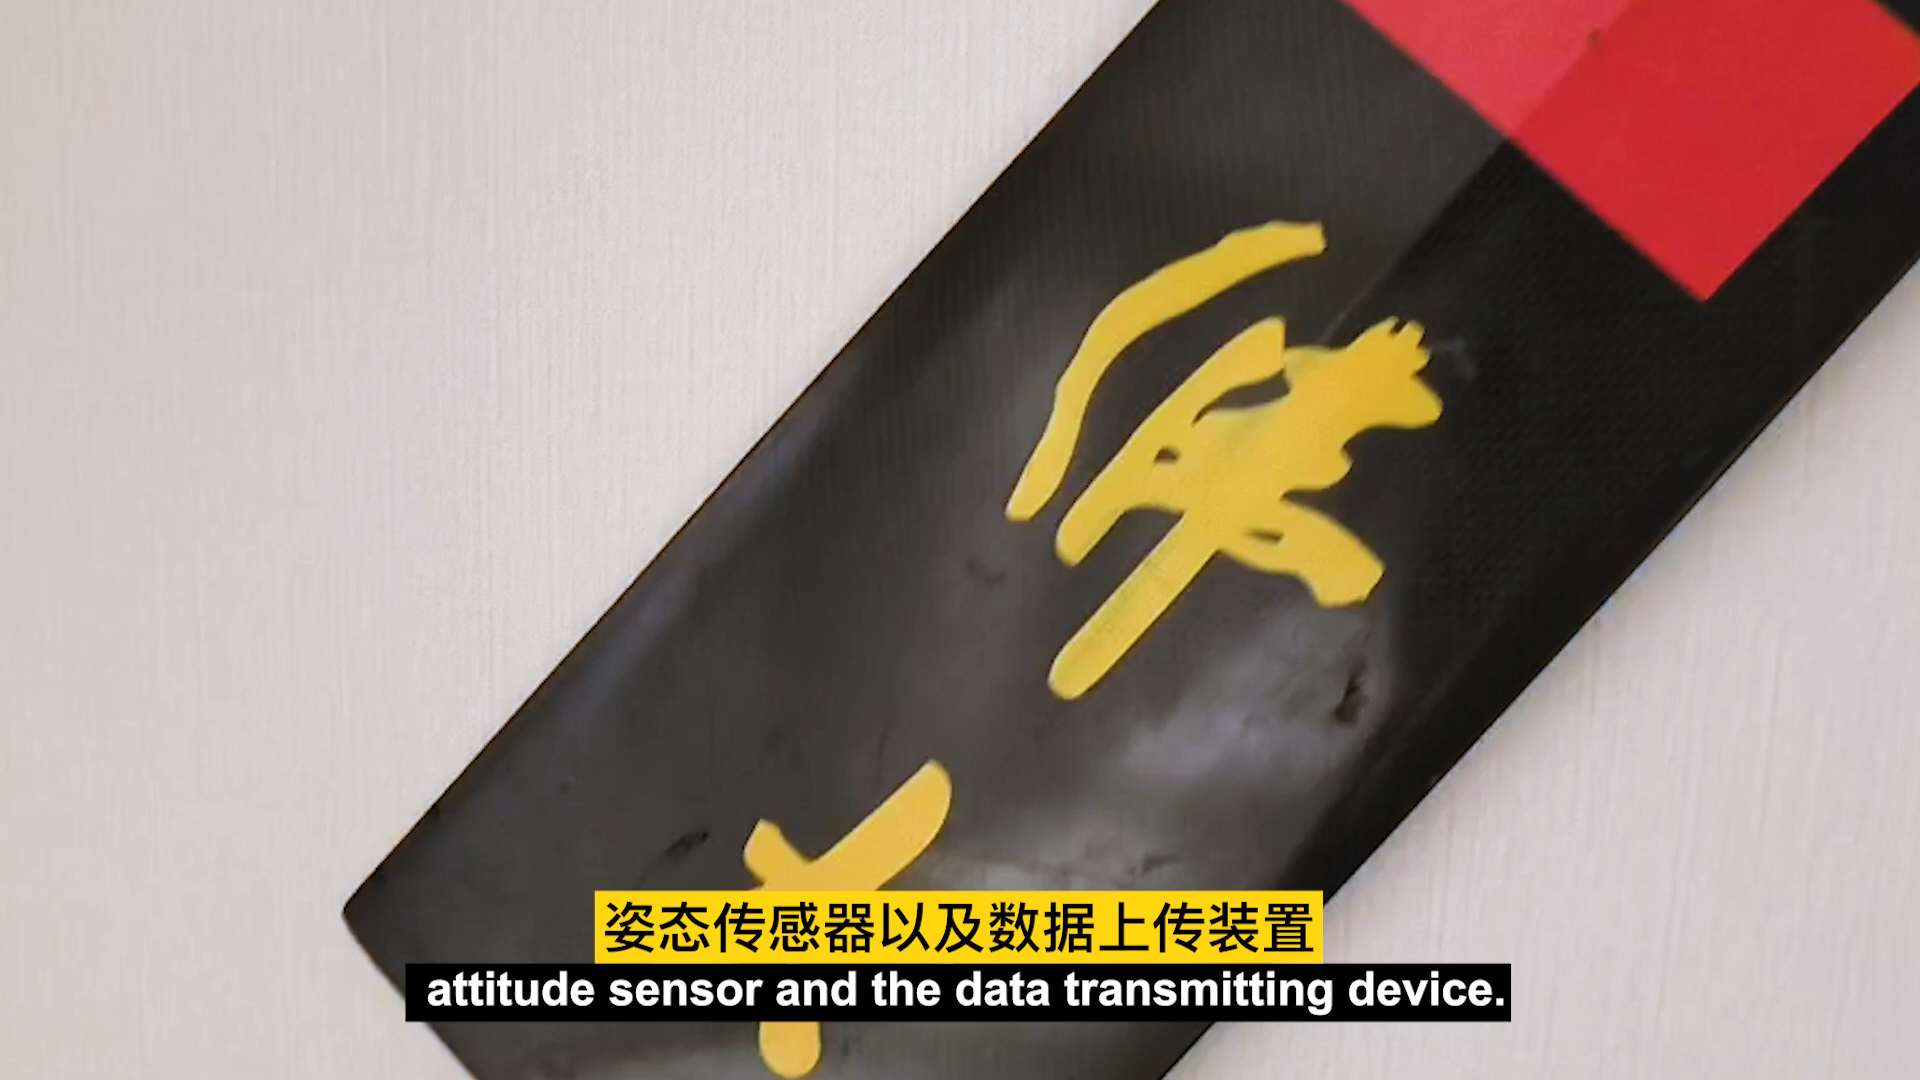 姿态传感器以及数据上传装置
attitude sensor and the data transmitting device.